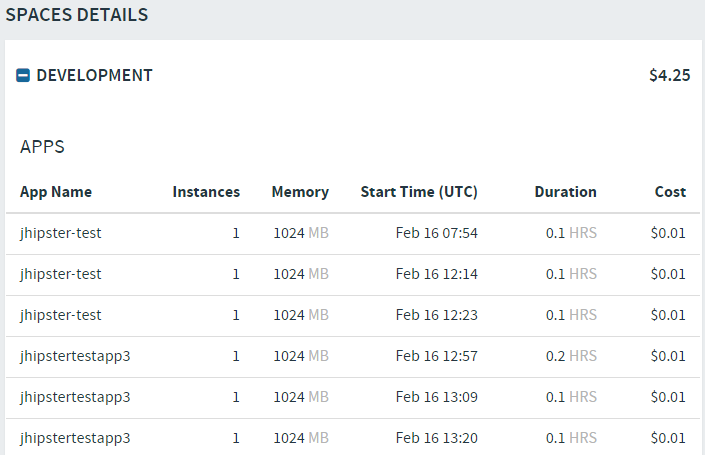 SPACES DETAILS
DEVELOPMENT $4.25
APPS
App Name Instances Memory Start Time (UTC) Duration Cost
jhipster-test 1 1024 MB Feb 16 07:54 0.1 HRS $0.01
jhipster-test 1 1024 MB Feb 16 12:14 0.1 HRS $0.01
jhipster-test 1 1024 MB Feb 16 12:23 0.1 HRS $0.01
jhipstertestapp3 1 1024 MB Feb 16 12:57 0.2 HRS $0.01
jhipstertestapp3 1 1024 MB Feb 16 13:09 0.1 HRS $0.01
jhipstertestapp3 1 1024 MB Feb 16 13:20 0.1 HRS $0.01